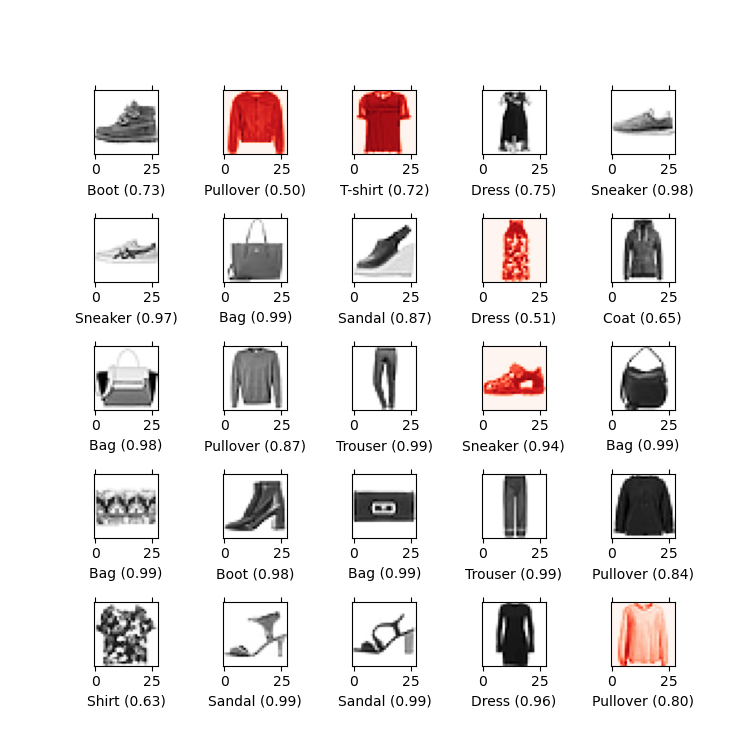 0 25 0 25 0 25 0 25 0 25
Boot (0.73) Pullover (0.50) T-shirt (0.72) Dress (0.75) Sneaker (0.98)
0 25 0 25 0 25 0 25 0 25
Sneaker (0.97) Bag (0.99) Sandal (0.87) Dress (0.51) Coat (0.65)
0 25 0 25 0 25 0 25 0 25
Bag (0.98) Pullover (0.87) Trouser (0.99) Sneaker (0.94) Bag (0.99)
0 25 0 25 0 25 0 25 0 25
Bag (0.99) Boot (0.98) Bag (0.99) Trouser (0.99) Pullover (0.84)
0 25 0 25 0 25 0 25 0 25
Shirt (0.63) Sandal (0.99) Sandal (0.99) Dress (0.96) Pullover (0.80)